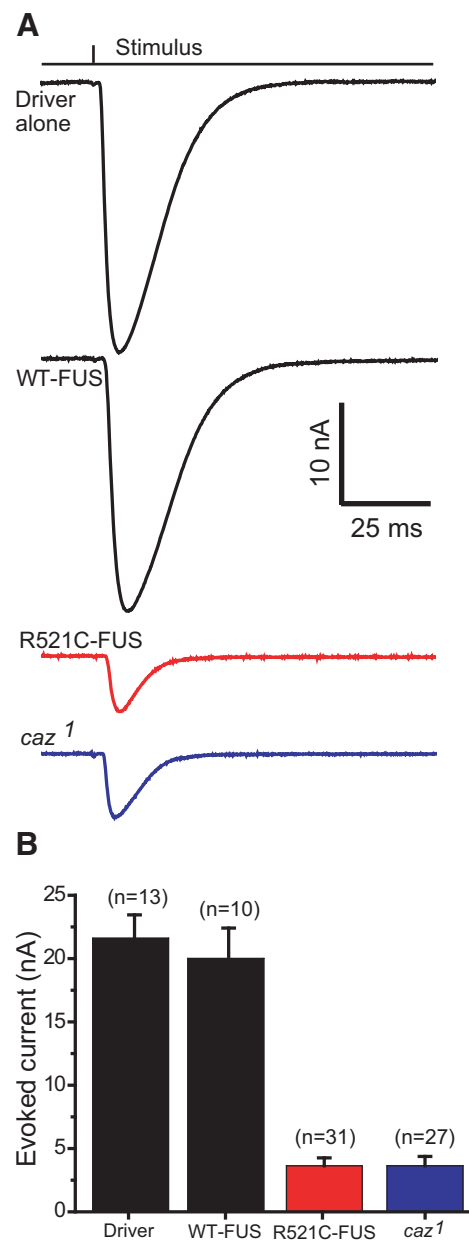 A
Stimulus
Driver
alone
WT-FUS
10 nA
25 ms
R521C-FUS
caz 1
B
25
20
15
10
5
0
Evoked current (nA)
(n=13)
(n=10)
(n=31)
(n=27)
Driver
WT-FUS
R521C-FUS
caz1